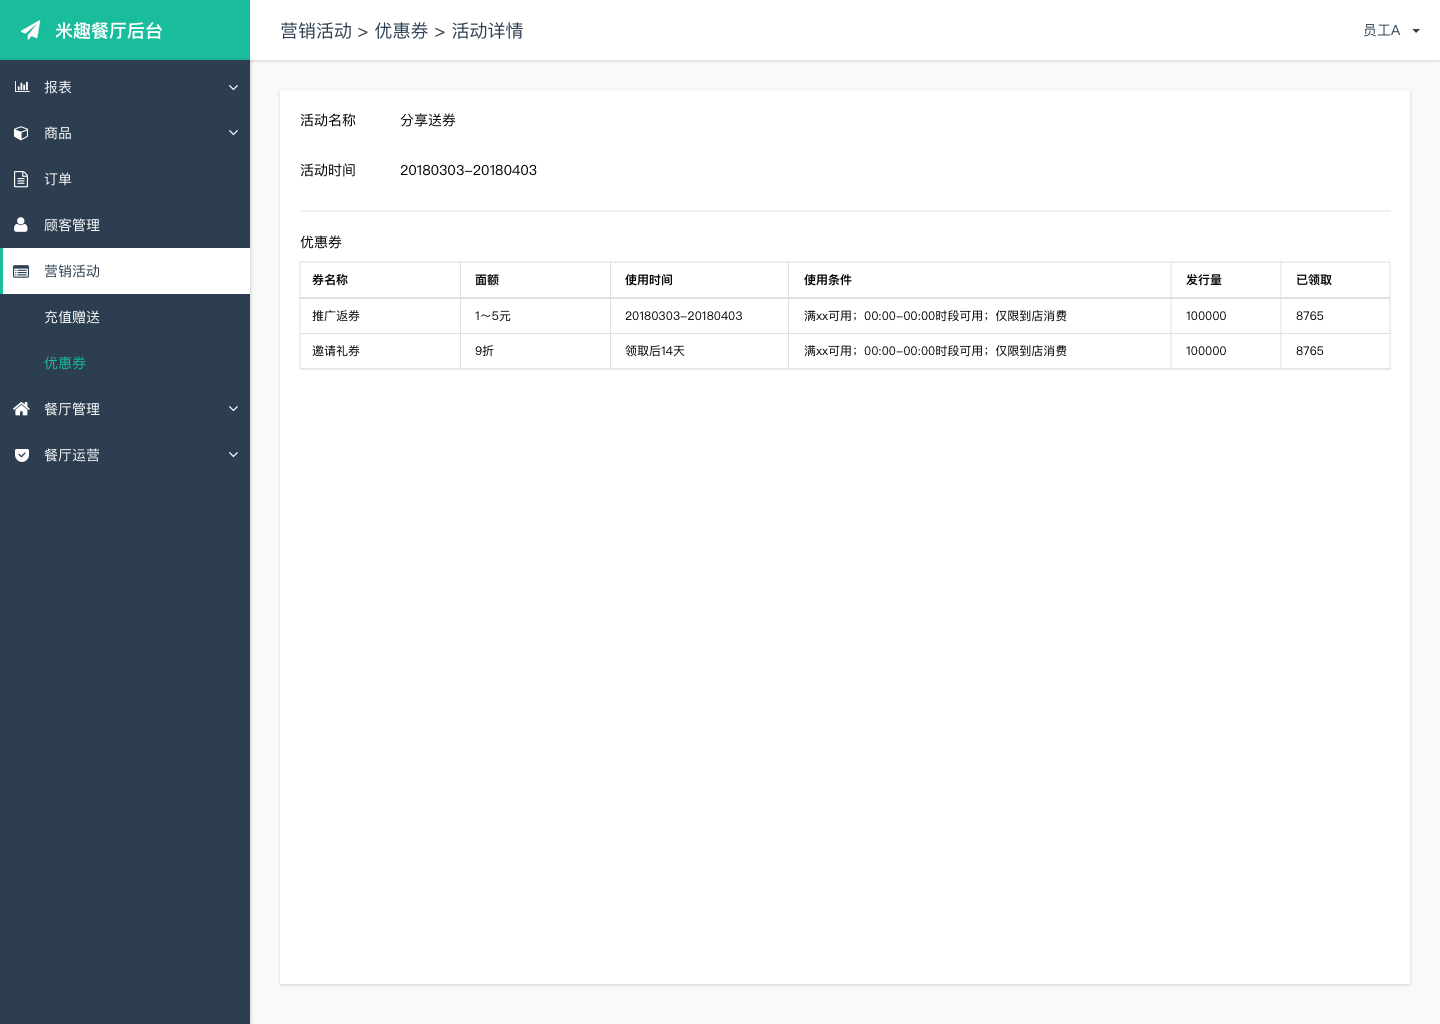 米趣餐厅后台
营销活动 > 优惠券 > 活动详情
员工A
报表
商品
订单
顾客管理
营销活动
充值赠送
优惠券
餐厅管理
餐厅运营
活动名称 分享送券
活动时间 20180303-20180403
优惠券
券名称 面额 使用时间 使用条件 发行量 已领取
推广返券 1~5元 20180303-20180403 满xx可用；00:00-00:00时段可用；仅限到店消费 100000 8765
邀请礼券 9折 领取后14天 满xx可用；00:00-00:00时段可用；仅限到店消费 100000 8765